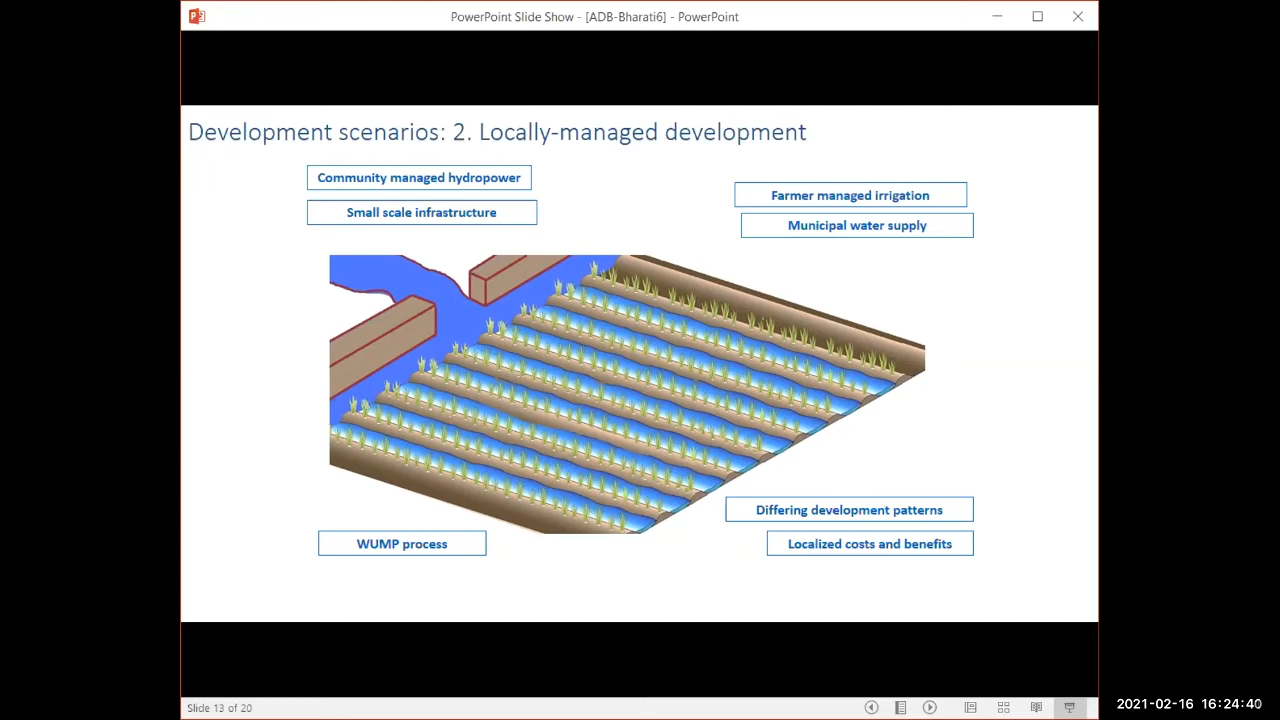 PowerPoint Slide Show - [ADB-Bharati6] - PowerPoint
Development scenarios: 2. Locally-managed development
Community managed hydropower
Small scale infrastructure
Farmer managed irrigation
Municipal water supply
Differing development patterns
WUMP process
Localized costs and benefits
Slide 13 of 20
2021-02-16 16:24:40